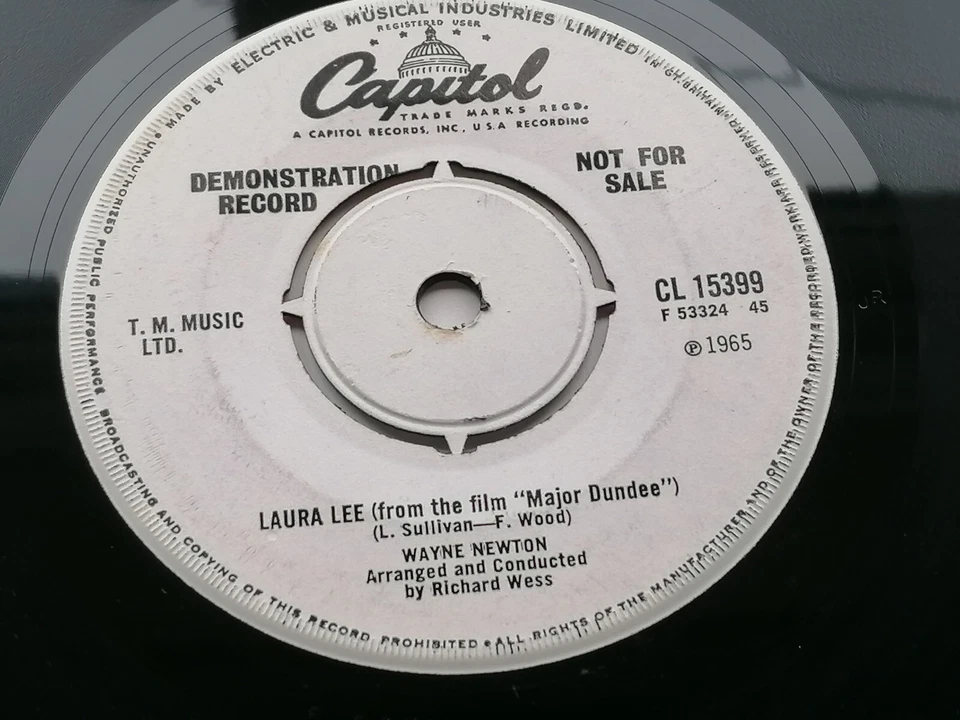 MADE BY ELECTRIC & MUSICAL INDUSTRIES LIMITED IN GT.
REGISTERED USER
Capitol
TRADE MARKS REGD.
A CAPITOL RECORDS, INC, U.S.A RECORDING
DEMONSTRATION
RECORD
NOT FOR
SALE
T. M. MUSIC
LTD.
CL 15399
F 53324 45
Ⓟ 1965
LAURA LEE (from the film "Major Dundee")
(L. Sullivan—F. Wood)
WAYNE NEWTON
Arranged and Conducted
by Richard Wess
• UNAUTHORIZED PUBLIC PERFORMANCE BROADCASTING AND COPYING OF THIS RECORD PROHIBITED • ALL RIGHTS OF THE MANUFACTURER AND OF THE OWNER OF THE RECORDED WORK
JR